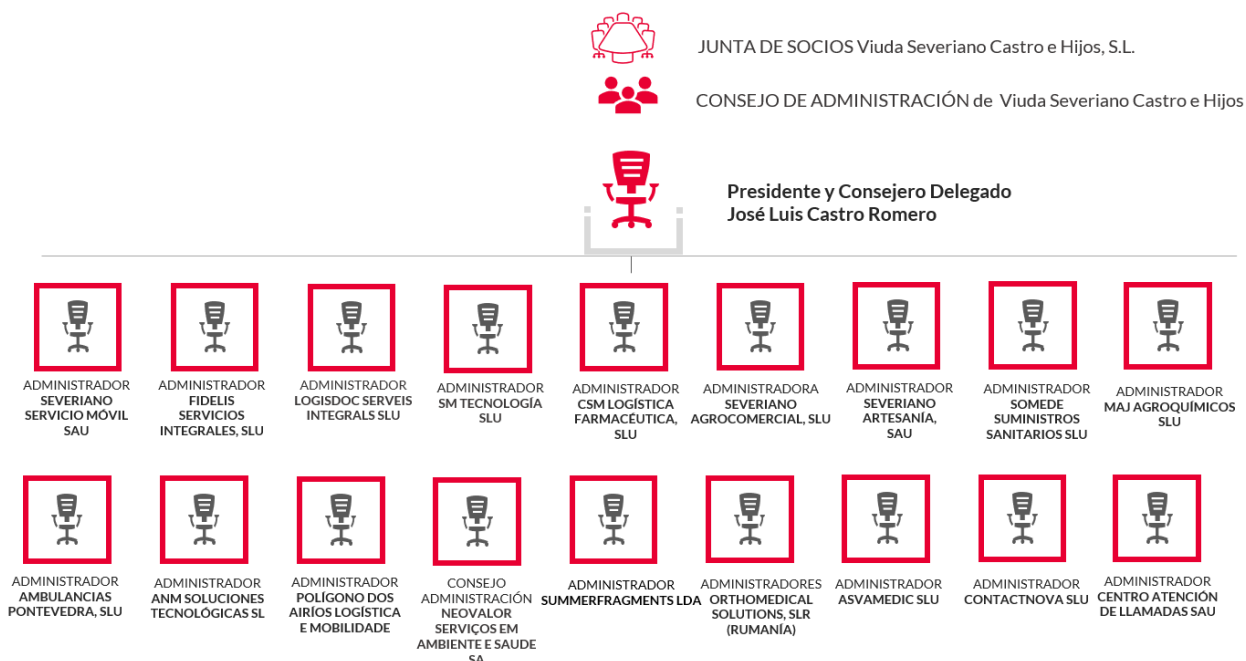 JUNTA DE SOCIOS Viuda Severiano Castro e Hijos, S.L.
CONSEJO DE ADMINISTRACIÓN de Viuda Severiano Castro e Hijos
Presidente y Consejero Delegado
José Luis Castro Romero
ADMINISTRADOR
SEVERIANO
SERVICIO MÓVIL
SAU
ADMINISTRADOR
FIDELIS
SERVICIOS
INTEGRALES, SLU
ADMINISTRADOR
LOGISDOC SERVEIS
INTEGRALS SLU
ADMINISTRADOR
SM TECNOLOGÍA
SLU
ADMINISTRADOR
CSM LOGÍSTICA
FARMACÉUTICA,
SLU
ADMINISTRADORA
SEVERIANO
AGROCOMERCIAL, SLU
ADMINISTRADOR
SEVERIANO
ARTESANÍA,
SAU
ADMINISTRADOR
SOMEDE
SUMINISTROS
SANITARIOS SLU
ADMINISTRADOR
MAJ AGROQUÍMICOS
SLU
ADMINISTRADOR
AMBULANCIAS
PONTEVEDRA, SLU
ADMINISTRADOR
ANM SOLUCIONES
TECNOLÓGICAS SL
ADMINISTRADOR
POLÍGONO DOS
AIRÍOS LOGÍSTICA
E MOBILIDADE
CONSEJO
ADMINISTRACIÓN
NEOVALOR
SERVIÇOS EM
AMBIENTE E SAUDE
SA
ADMINISTRADOR
SUMMERFRAGMENTS LDA
ADMINISTRADORES
ORTHOMEDICAL
SOLUTIONS, SLR
(RUMANÍA)
ADMINISTRADOR
ASVAMEDIC SLU
ADMINISTRADOR
CONTACTNOVA SLU
ADMINISTRADOR
CENTRO ATENCIÓN
DE LLAMADAS SAU